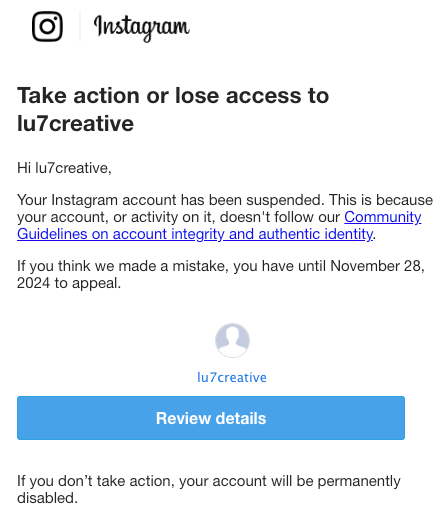 Instagram
Take action or lose access to
lu7creative
Hi lu7creative,
Your Instagram account has been suspended. This is because
your account, or activity on it, doesn't follow our Community
Guidelines on account integrity and authentic identity.
If you think we made a mistake, you have until November 28,
2024 to appeal.
lu7creative
Review details
If you don’t take action, your account will be permanently
disabled.